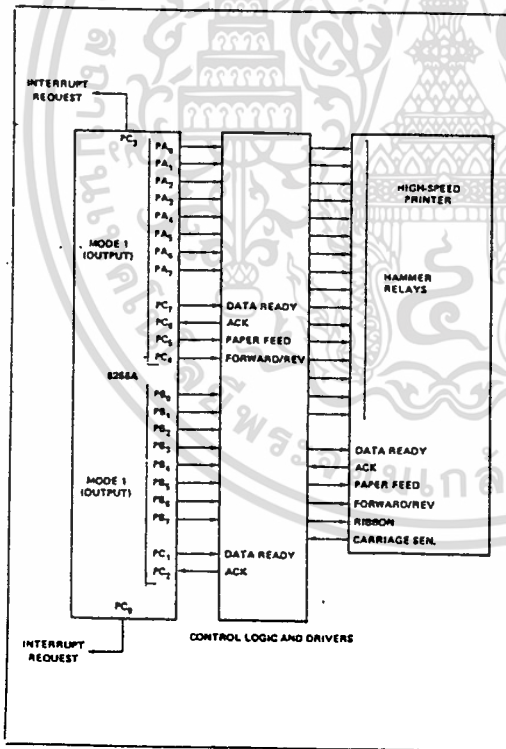 INTERRUPT
REQUEST
PC3
PA0
PA1
PA2
PA3
PA4
PA5
PA6
PA7
MODE 1
(OUTPUT)
PC7
PC6
PC5
PC4
8255A
PB0
PB1
PB2
PB3
PB4
PB5
PB6
PB7
MODE 1
(OUTPUT)
PC1
PC2
PC0
INTERRUPT
REQUEST
DATA READY
ACK
PAPER FEED
FORWARD/REV
DATA READY
ACK
CONTROL LOGIC AND DRIVERS
HIGH-SPEED
PRINTER
HAMMER
RELAYS
DATA READY
ACK
PAPER FEED
FORWARD/REV
RIBBON
CARRIAGE SEN.